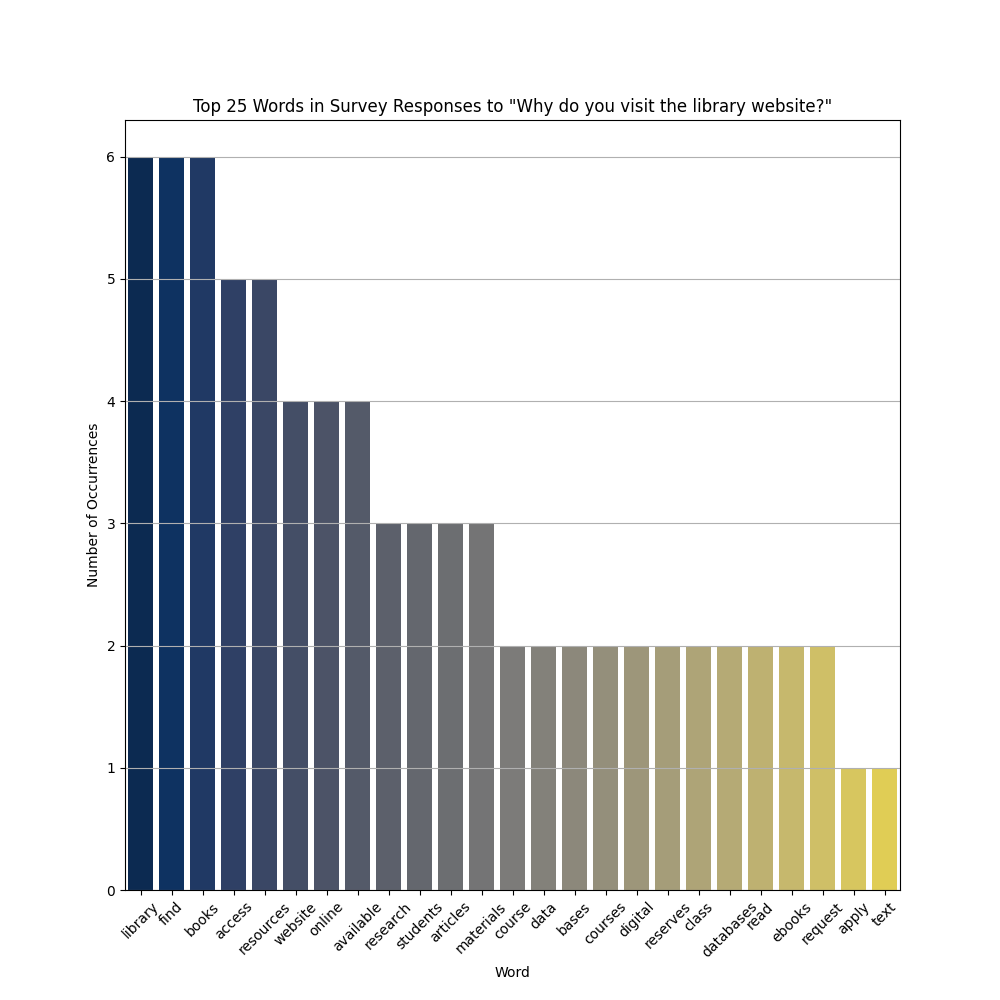 Top 25 Words in Survey Responses to "Why do you visit the library website?"
Number of Occurrences
6
5
4
3
2
1
0
library
find
books
access
resources
website
online
available
research
students
articles
materials
course
data
bases
courses
digital
reserves
class
databases
read
ebooks
request
apply
text
Word